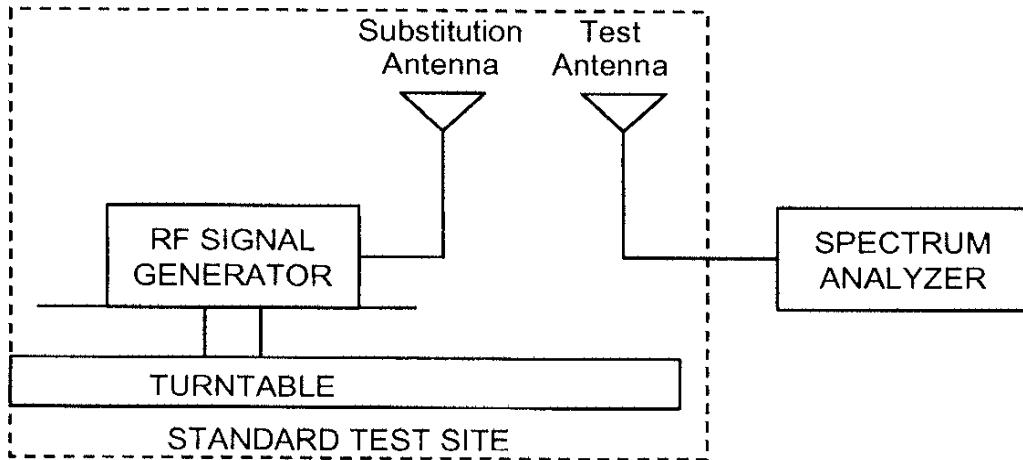 Substitution
Antenna
Test
Antenna
RF SIGNAL
GENERATOR
SPECTRUM
ANALYZER
TURNTABLE
STANDARD TEST SITE